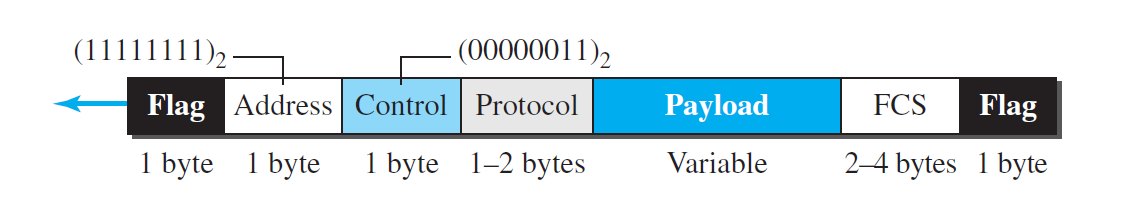 (11111111)₂ (00000011)₂
Flag Address Control Protocol Payload FCS Flag
1 byte 1 byte 1 byte 1–2 bytes Variable 2–4 bytes 1 byte